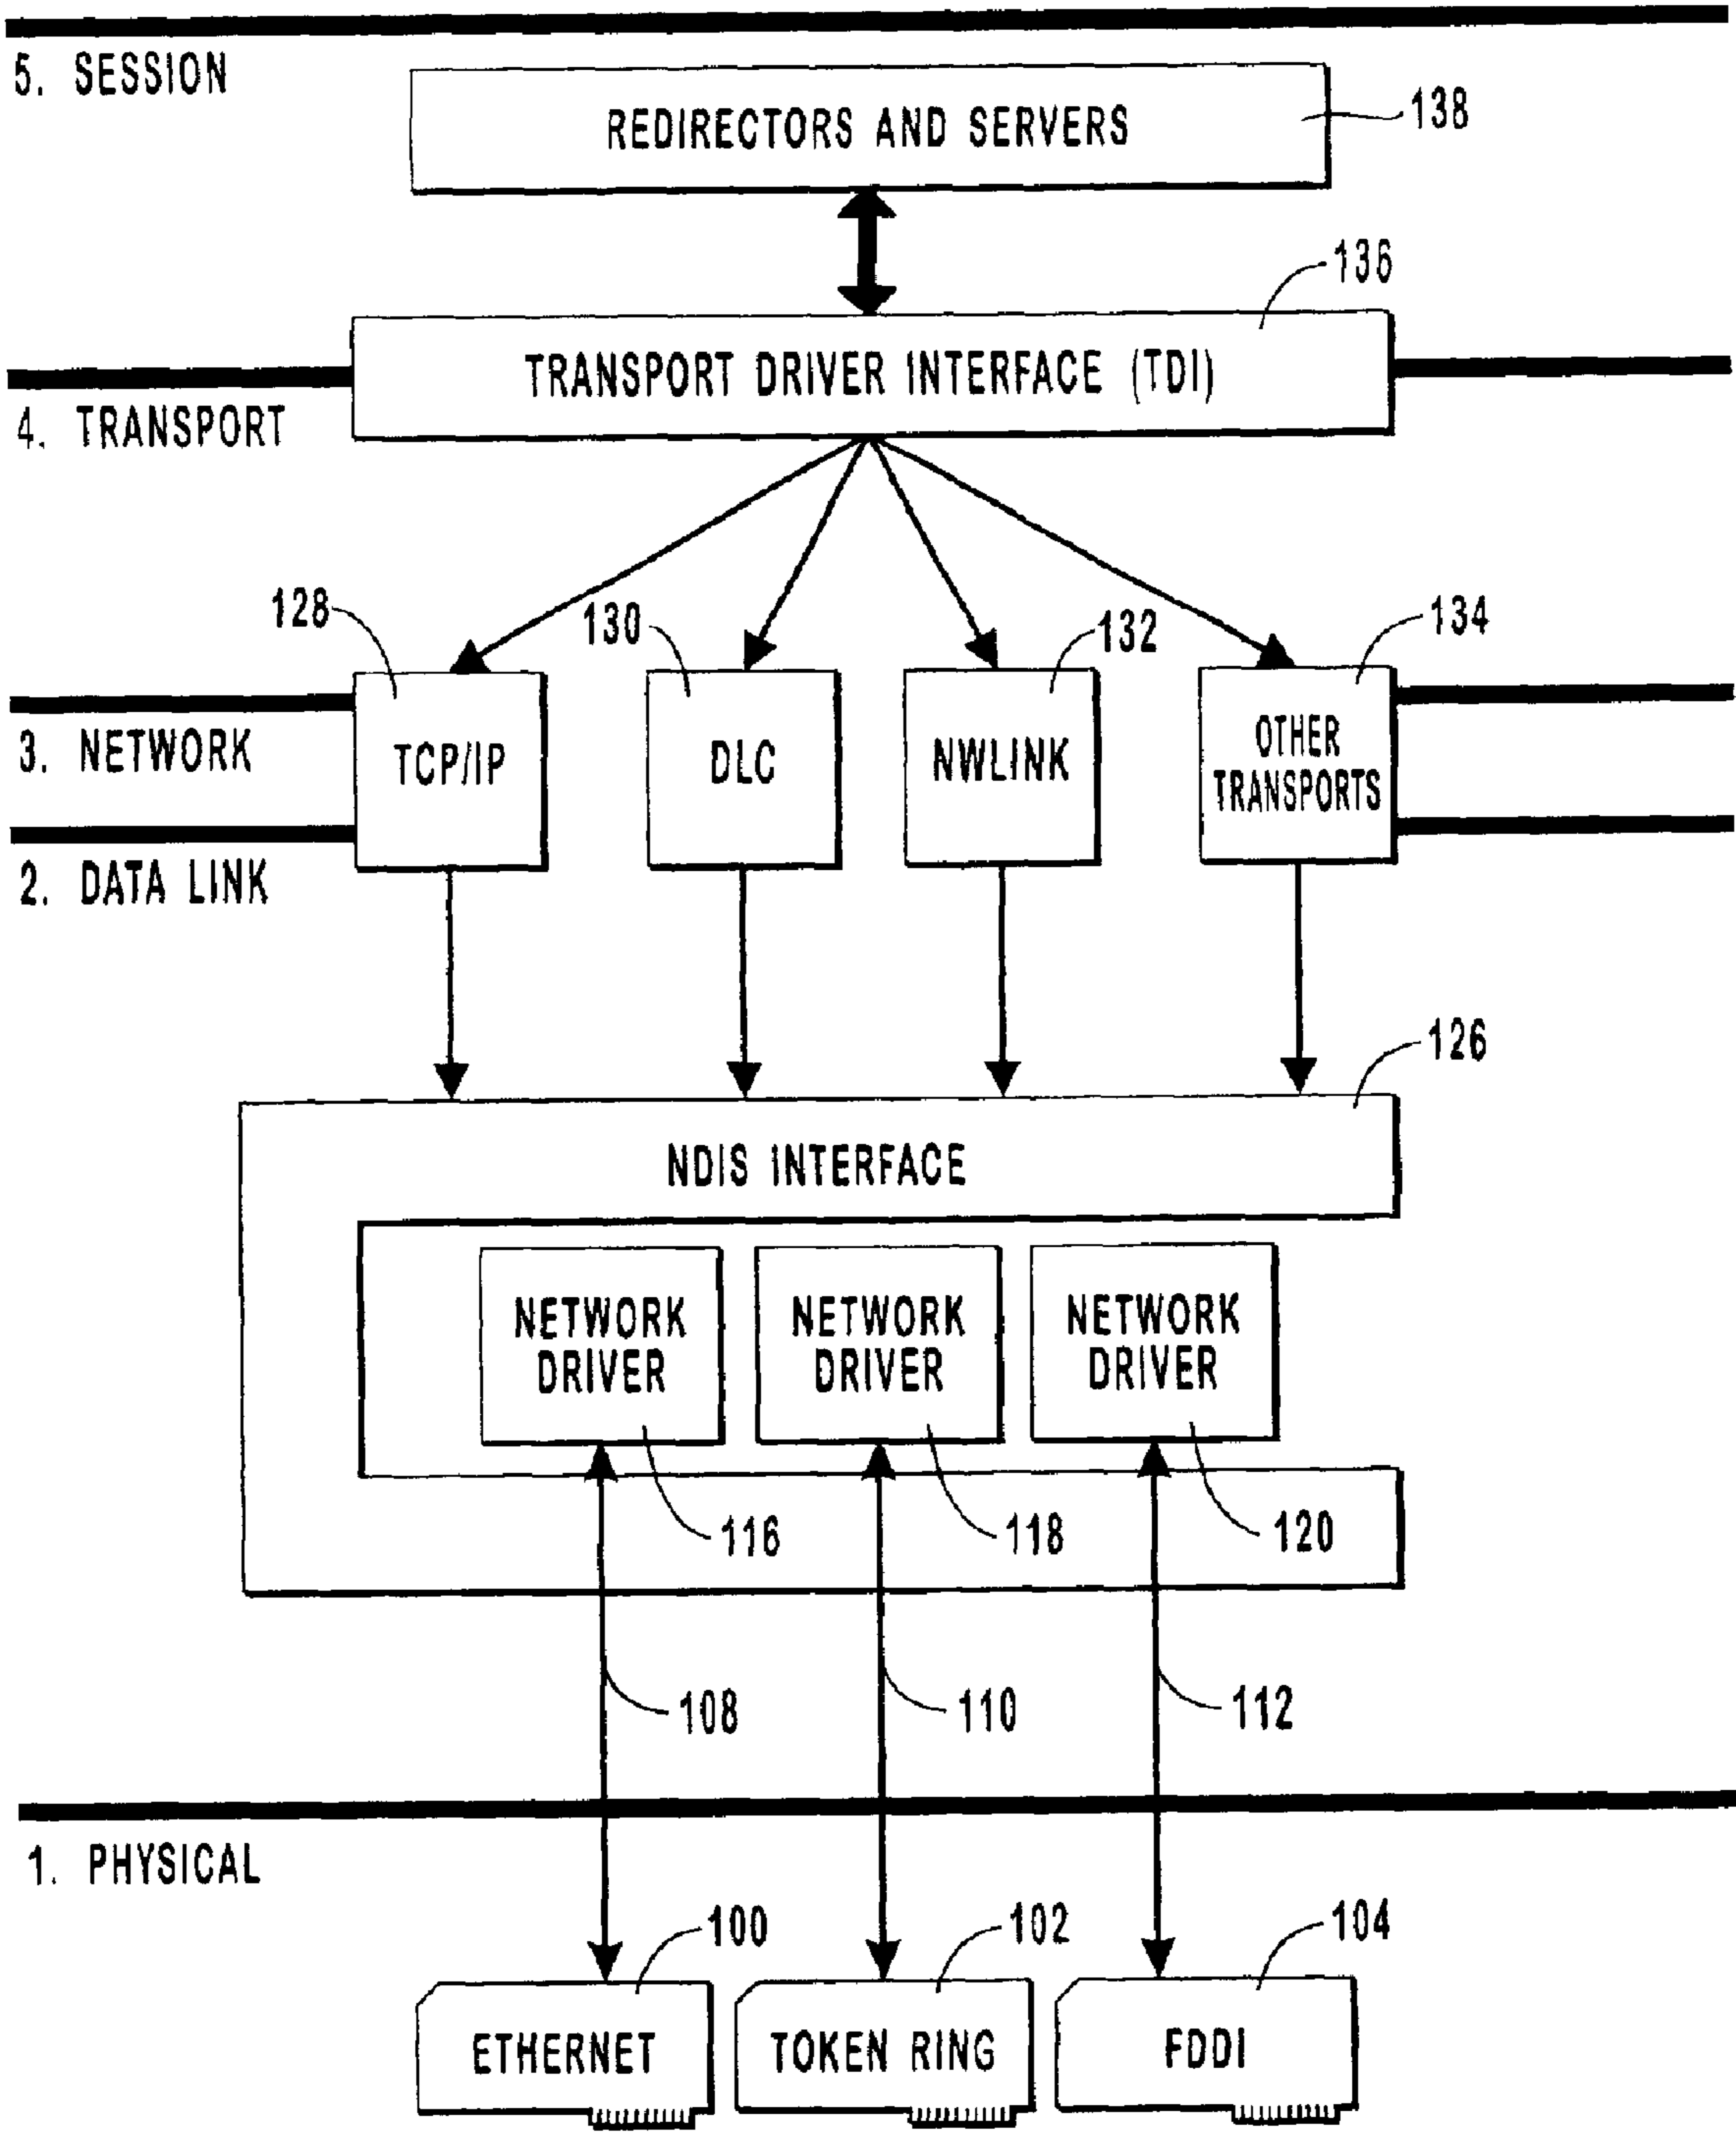 5. SESSION
REDIRECTORS AND SERVERS
138
136
TRANSPORT DRIVER INTERFACE (TDI)
4. TRANSPORT
128
130
132
134
3. NETWORK
TCP/IP
DLC
NWLINK
OTHER
TRANSPORTS
2. DATA LINK
126
NDIS INTERFACE
NETWORK
DRIVER
NETWORK
DRIVER
NETWORK
DRIVER
116
118
120
108
110
112
1. PHYSICAL
100
102
104
ETHERNET
TOKEN RING
FDDI